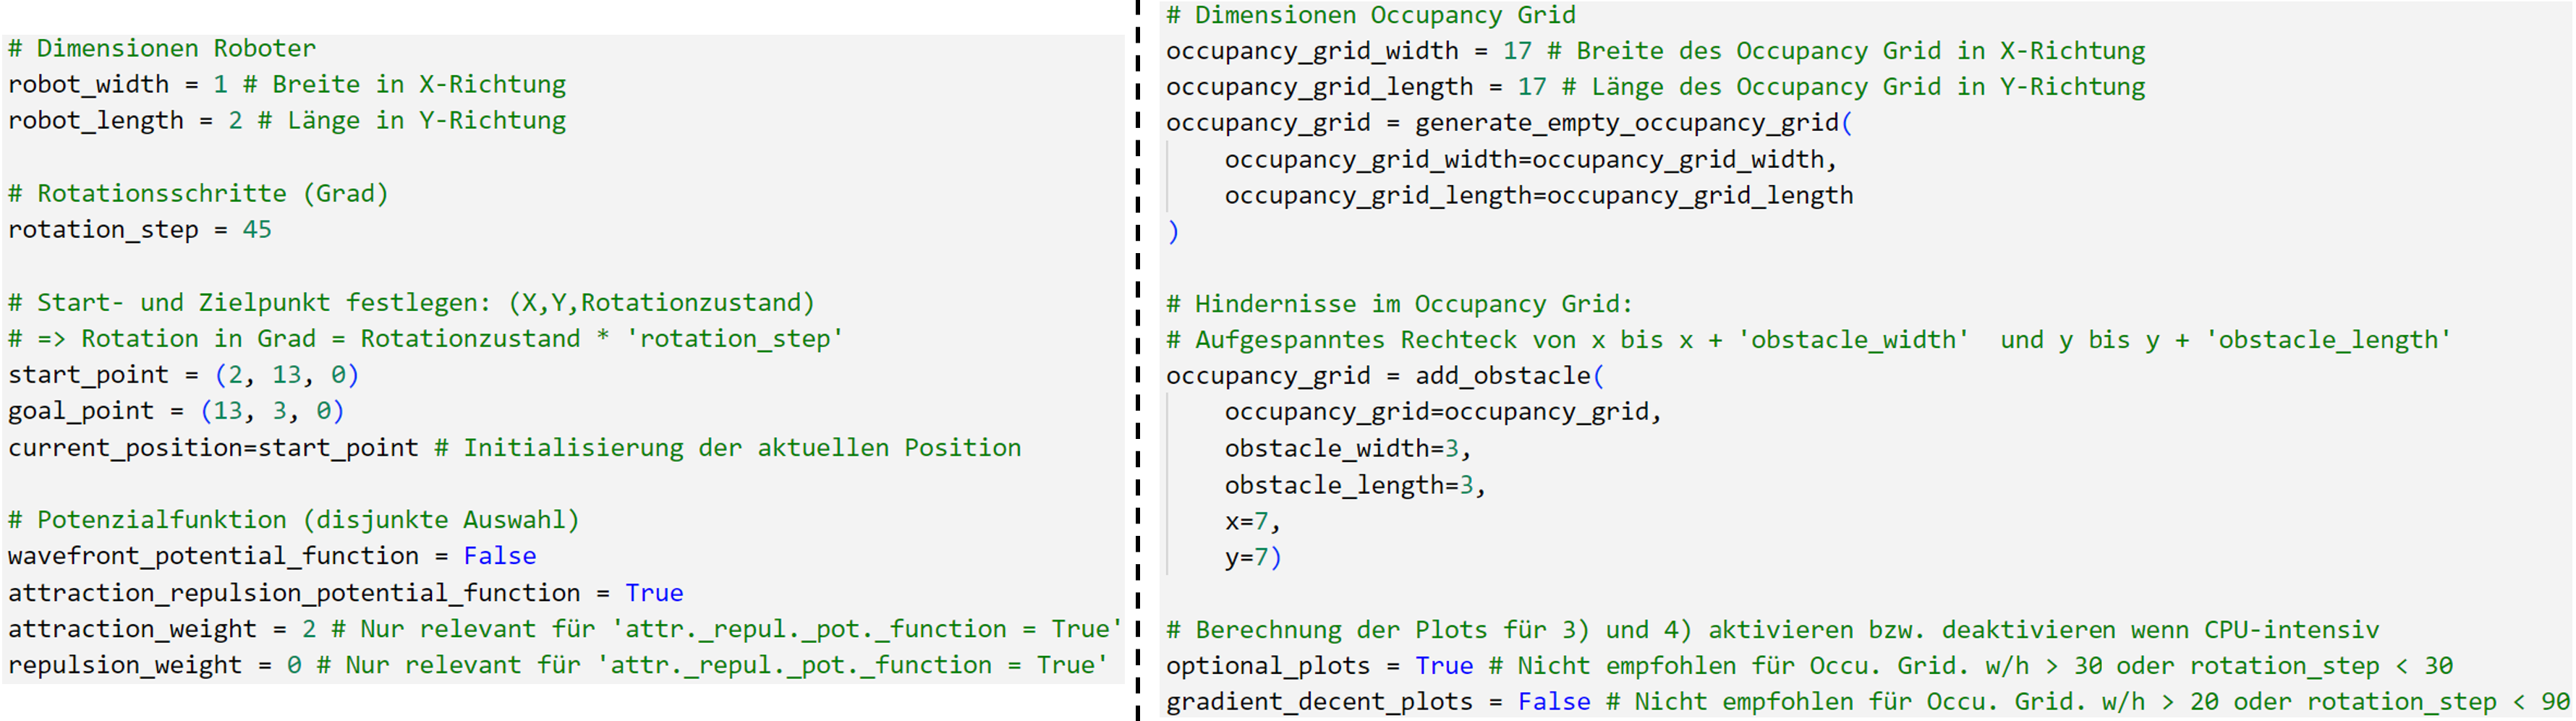 # Dimensionen Roboter
robot_width = 1 # Breite in X-Richtung
robot_length = 2 # Länge in Y-Richtung
# Rotationsschritte (Grad)
rotation_step = 45
# Start- und Zielpunkt festlegen: (X,Y,Rotationzustand)
# => Rotation in Grad = Rotationzustand * 'rotation_step'
start_point = (2, 13, 0)
goal_point = (13, 3, 0)
current_position=start_point # Initialisierung der aktuellen Position
# Potenzialfunktion (disjunkte Auswahl)
wavefront_potential_function = False
attraction_repulsion_potential_function = True
attraction_weight = 2 # Nur relevant für 'attr._repul._pot._function = True'
repulsion_weight = 0 # Nur relevant für 'attr._repul._pot._function = True'
# Dimensionen Occupancy Grid
occupancy_grid_width = 17 # Breite des Occupancy Grid in X-Richtung
occupancy_grid_length = 17 # Länge des Occupancy Grid in Y-Richtung
occupancy_grid = generate_empty_occupancy_grid(
    occupancy_grid_width=occupancy_grid_width,
    occupancy_grid_length=occupancy_grid_length
)
# Hindernisse im Occupancy Grid:
# Aufgespanntes Rechteck von x bis x + 'obstacle_width'  und y bis y + 'obstacle_length'
occupancy_grid = add_obstacle(
    occupancy_grid=occupancy_grid,
    obstacle_width=3,
    obstacle_length=3,
    x=7,
    y=7)
# Berechnung der Plots für 3) und 4) aktivieren bzw. deaktivieren wenn CPU-intensiv
optional_plots = True # Nicht empfohlen für Occu. Grid. w/h > 30 oder rotation_step < 30
gradient_decent_plots = False # Nicht empfohlen für Occu. Grid. w/h > 20 oder rotation_step < 90